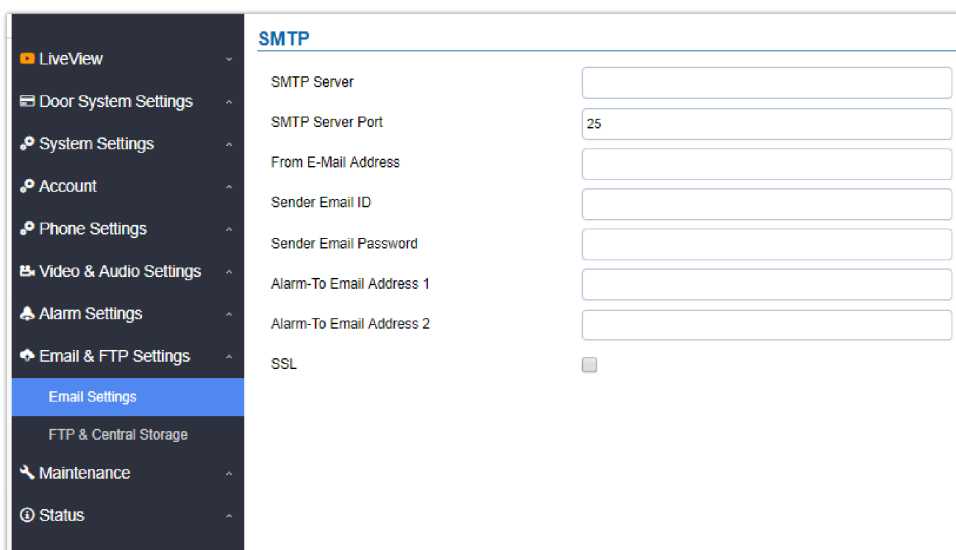 LiveView
Door System Settings
System Settings
Account
Phone Settings
Video & Audio Settings
Alarm Settings
Email & FTP Settings
Email Settings
FTP & Central Storage
Maintenance
Status
SMTP
SMTP Server
SMTP Server Port 25
From E-Mail Address
Sender Email ID
Sender Email Password
Alarm-To Email Address 1
Alarm-To Email Address 2
SSL